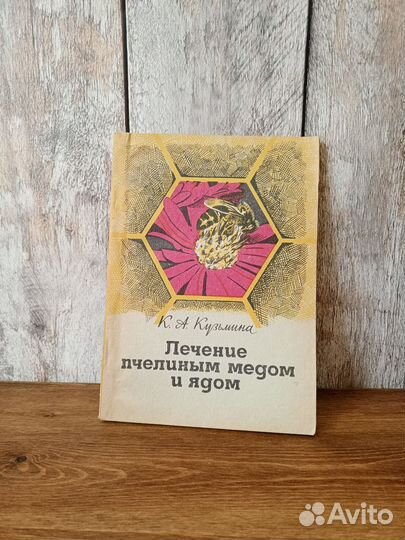 К. А. Кузьмина
Лечение
пчелиным медом
и ядом
Avito